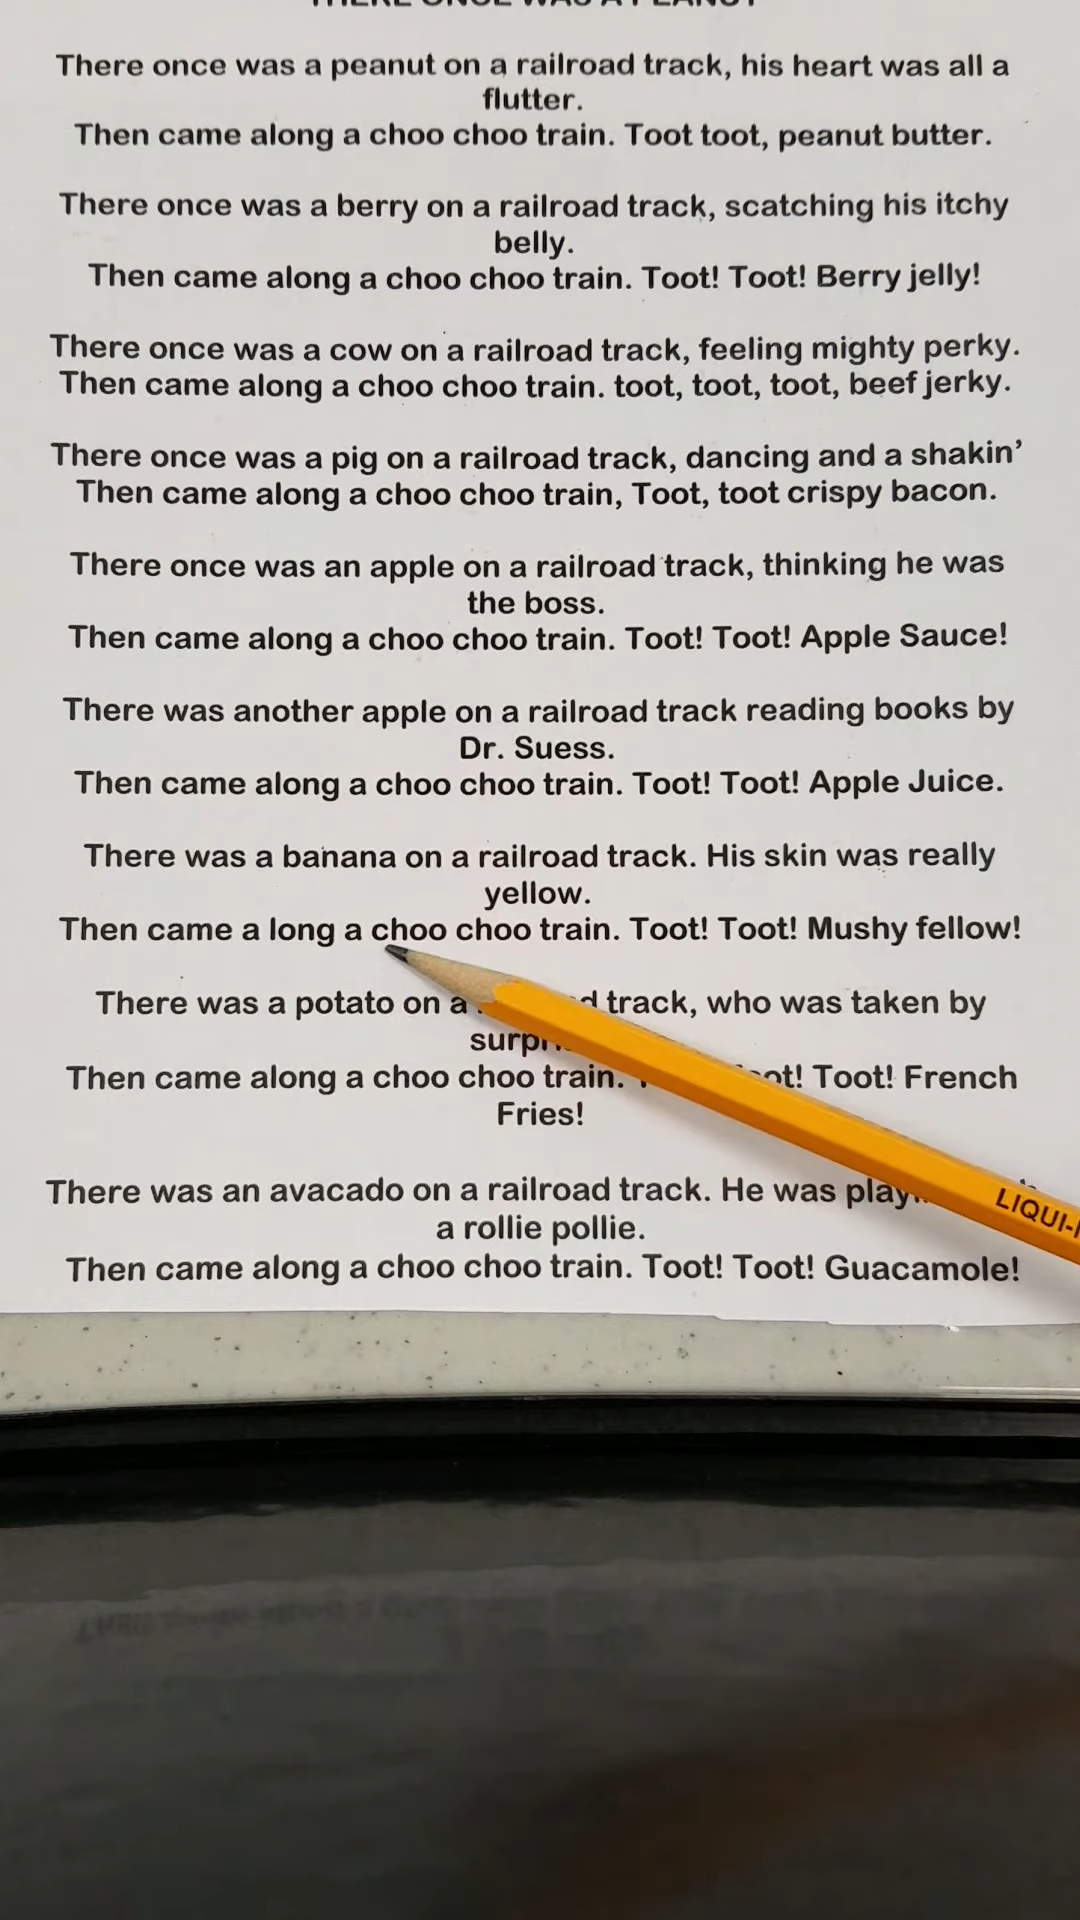 There once was a peanut on a railroad track, his heart was all a
flutter.
Then came along a choo choo train. Toot toot, peanut butter.
There once was a berry on a railroad track, scatching his itchy
belly.
Then came along a choo choo train. Toot! Toot! Berry jelly!
There once was a cow on a railroad track, feeling mighty perky.
Then came along a choo choo train. toot, toot, toot, beef jerky.
There once was a pig on a railroad track, dancing and a shakin’
Then came along a choo choo train, Toot, toot crispy bacon.
There once was an apple on a railroad track, thinking he was
the boss.
Then came along a choo choo train. Toot! Toot! Apple Sauce!
There was another apple on a railroad track reading books by
Dr. Suess.
Then came along a choo choo train. Toot! Toot! Apple Juice.
There was a banana on a railroad track. His skin was really
yellow.
Then came a long a choo choo train. Toot! Toot! Mushy fellow!
There was a potato on a track, who was taken by
Then came along a choo choo train. Toot! French
Fries!
There was an avacado on a railroad track. He was
a rollie pollie.
Then came along a choo choo train. Toot! Toot! Guacamole!